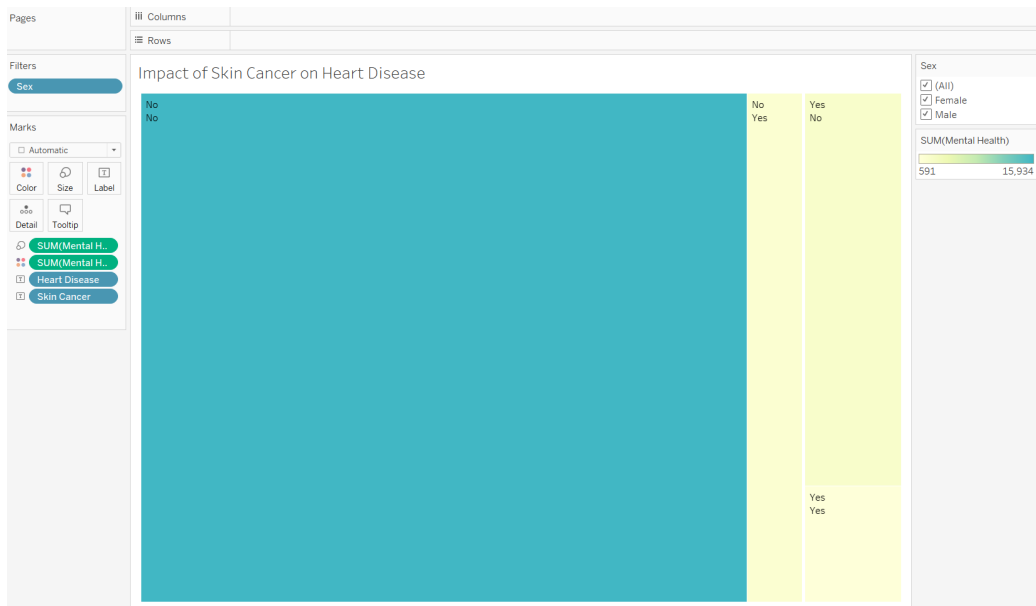 Pages
Columns
Rows
Filters
Sex
Marks
Automatic
Color Size Label
Detail Tooltip
SUM(Mental H..
SUM(Mental H..
Heart Disease
Skin Cancer
Impact of Skin Cancer on Heart Disease
No
No
No
Yes
Yes
No
Yes
Yes
Sex
(All)
Female
Male
SUM(Mental Health)
591 15,934